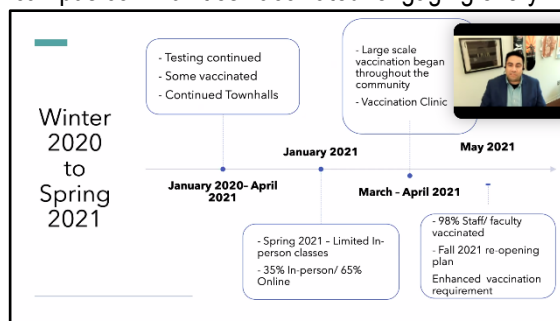 Winter
2020
to
Spring
2021
- Testing continued
- Some vaccinated
- Continued Townhalls
- Large scale
vaccination began
throughout the
community
- Vaccination Clinic
January 2021
May 2021
January 2020– April
2021
March – April 2021
- Spring 2021 – Limited In-
person classes
- 35% In-person/ 65%
Online
- 98% Staff/ faculty
vaccinated
- Fall 2021 re-opening
plan
Enhanced vaccination
requirement